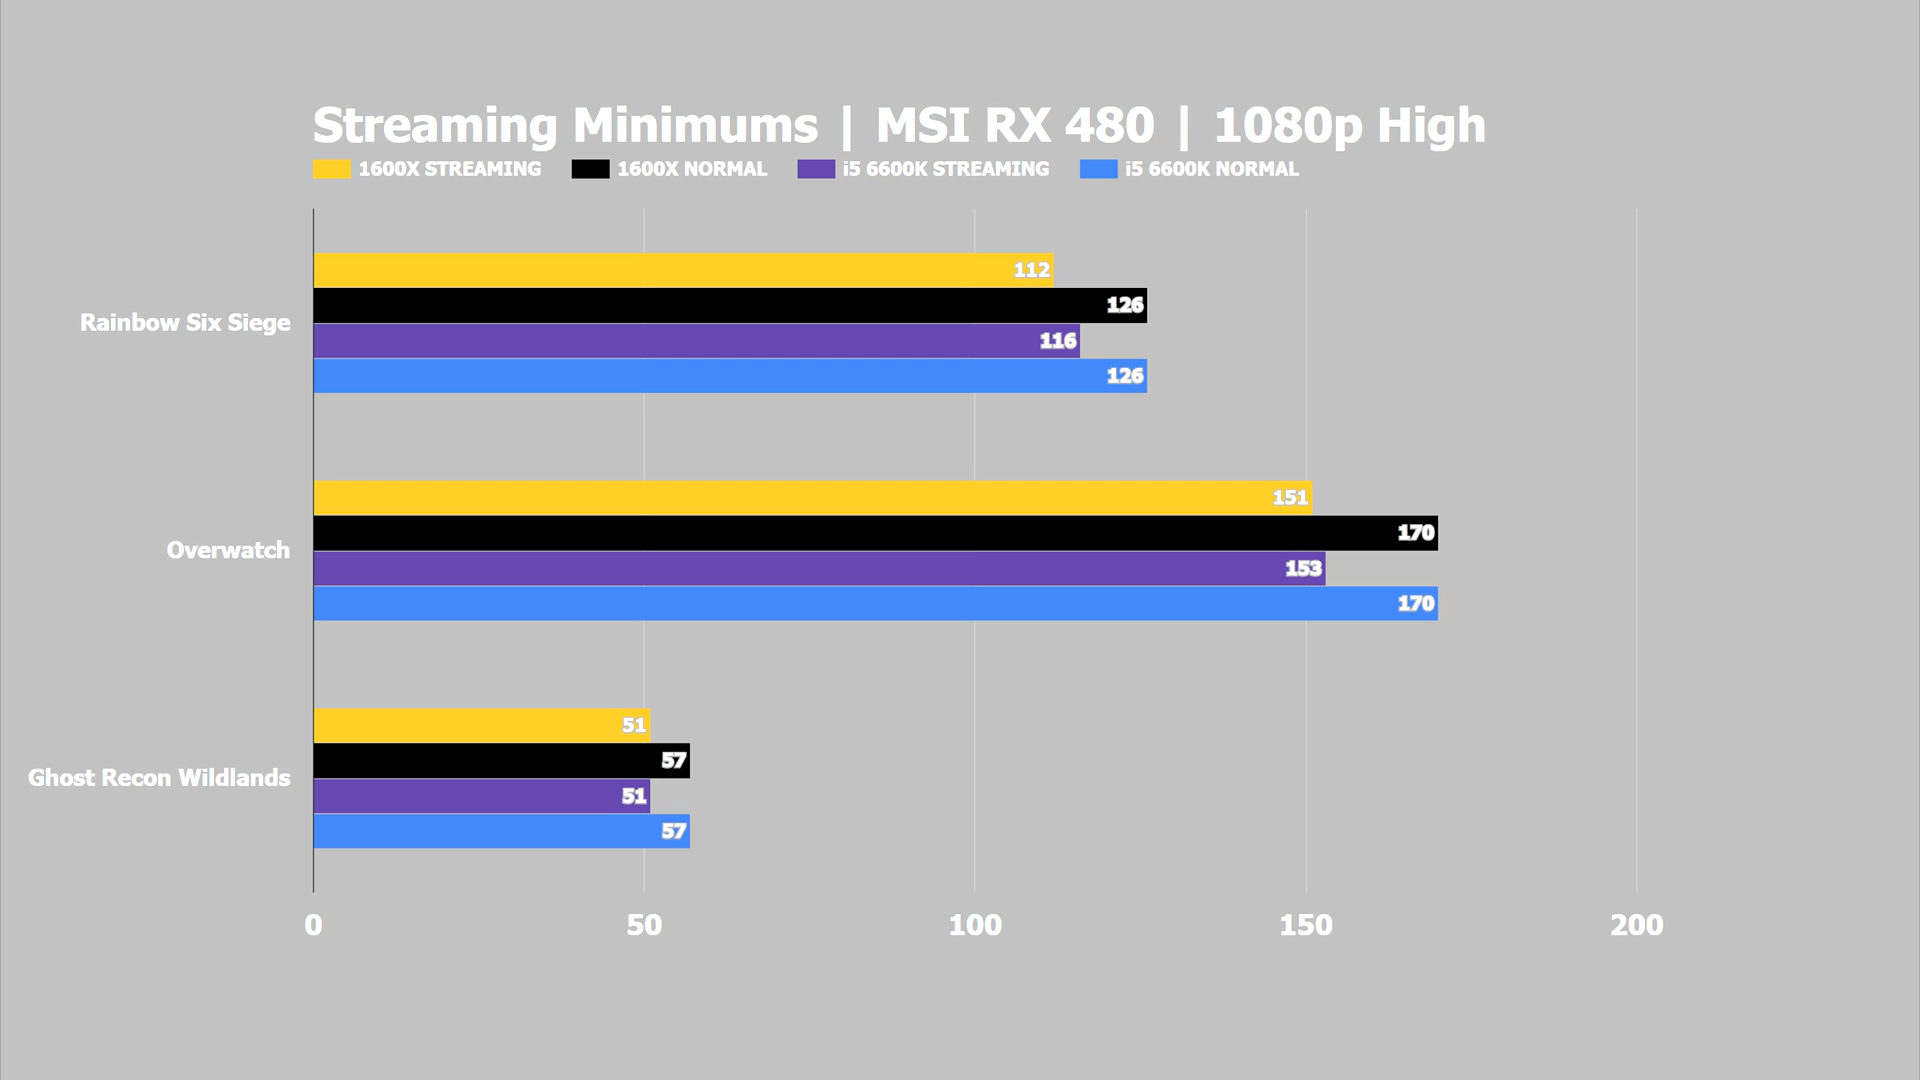 Streaming Minimums | MSI RX 480 | 1080p High
1600X STREAMING 1600X NORMAL i5 6600K STREAMING i5 6600K NORMAL
Rainbow Six Siege
112
126
116
126
Overwatch
151
170
153
170
Ghost Recon Wildlands
51
57
51
57
0 50 100 150 200